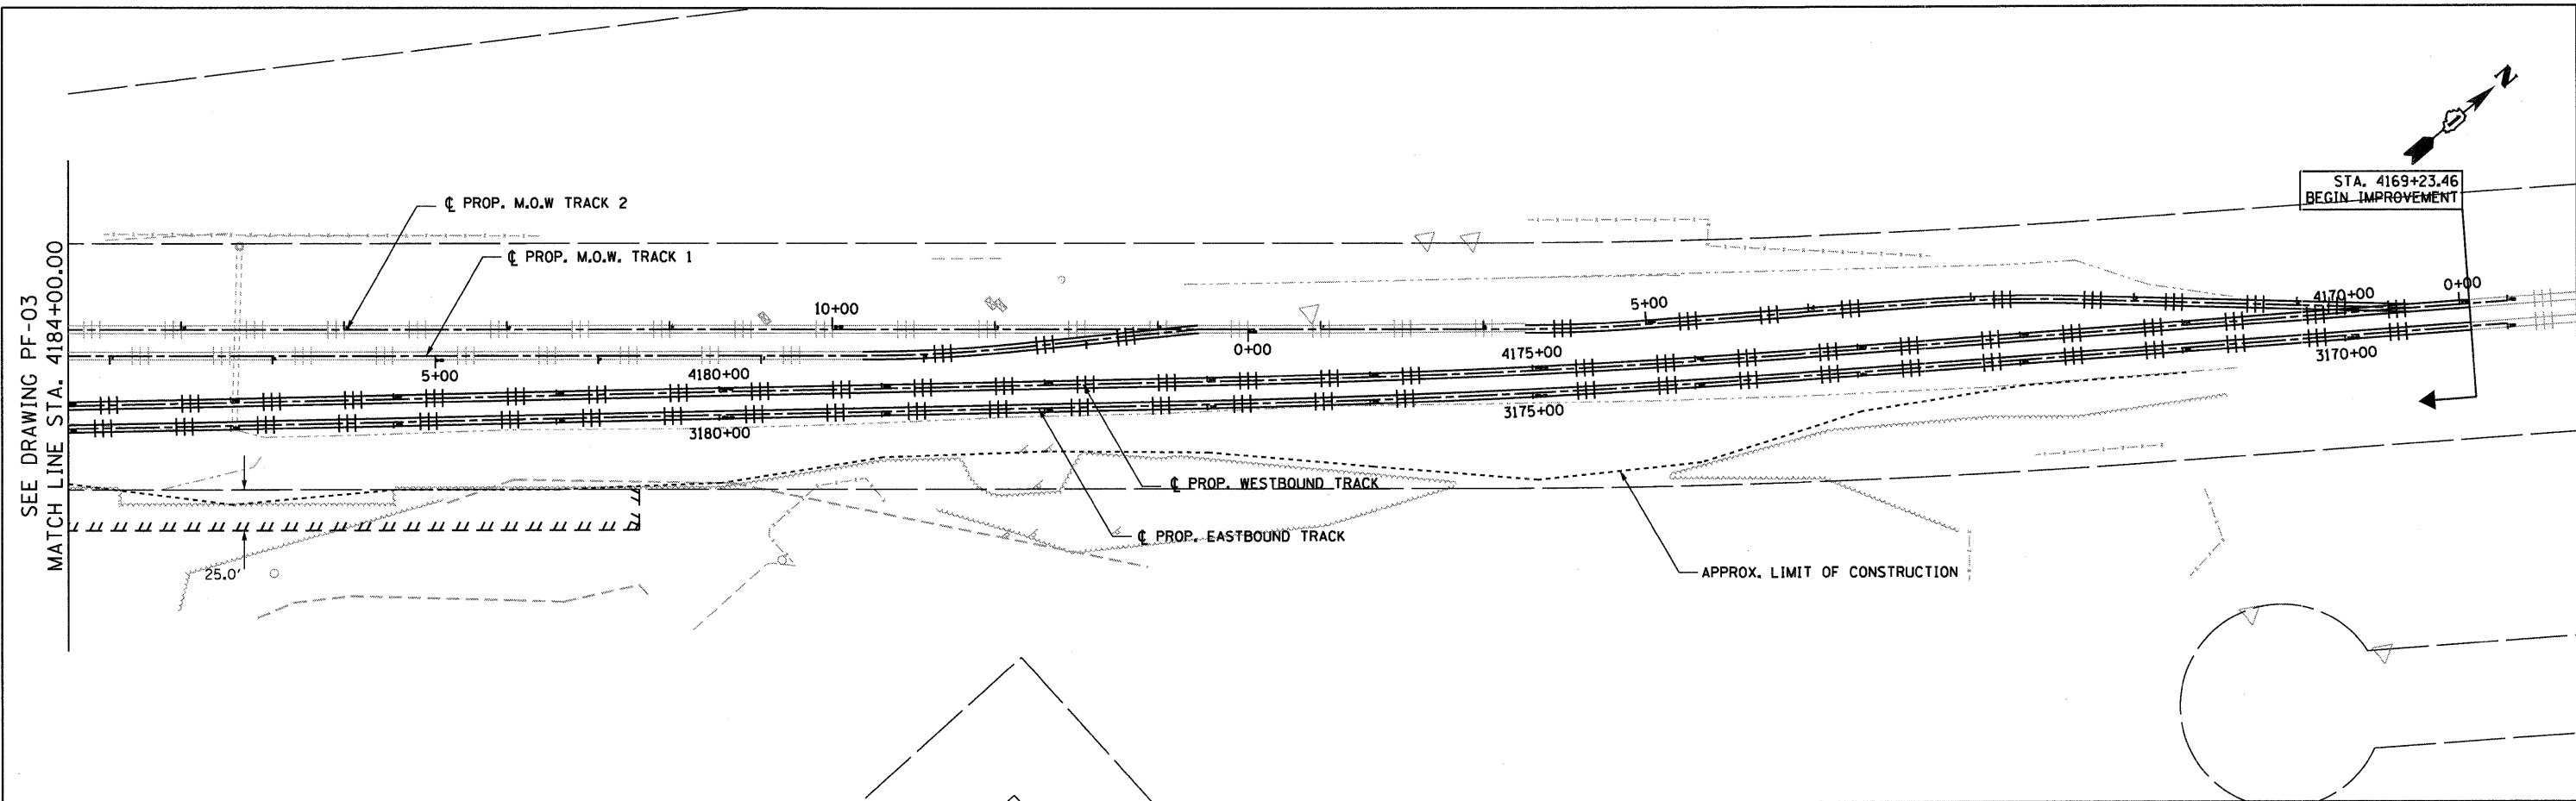 N
STA. 4169+23.46
BEGIN IMPROVEMENT
℄ PROP. M.O.W TRACK 2
℄ PROP. M.O.W. TRACK 1
SEE DRAWING PF-03
MATCH LINE STA. 4184+00.00
10+00
5+00
4170+00
0+00
0+00
4175+00
3170+00
5+00
4180+00
3175+00
3180+00
℄ PROP. WESTBOUND TRACK
℄ PROP. EASTBOUND TRACK
25.0'
APPROX. LIMIT OF CONSTRUCTION